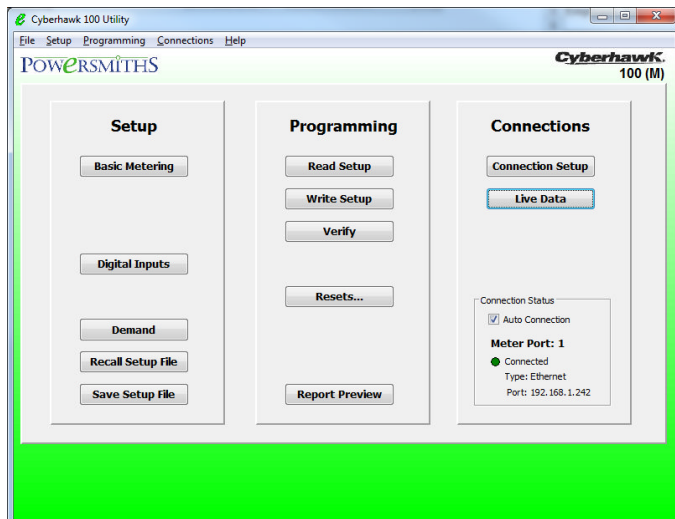 Cyberhawk 100 Utility
File Setup Programming Connections Help
POWeRSMiTHS
CyberhawK.
100 (M)
Setup
Basic Metering
Digital Inputs
Demand
Recall Setup File
Save Setup File
Programming
Read Setup
Write Setup
Verify
Resets...
Report Preview
Connections
Connection Setup
Live Data
Connection Status
Auto Connection
Meter Port: 1
Connected
Type: Ethernet
Port: 192.168.1.242